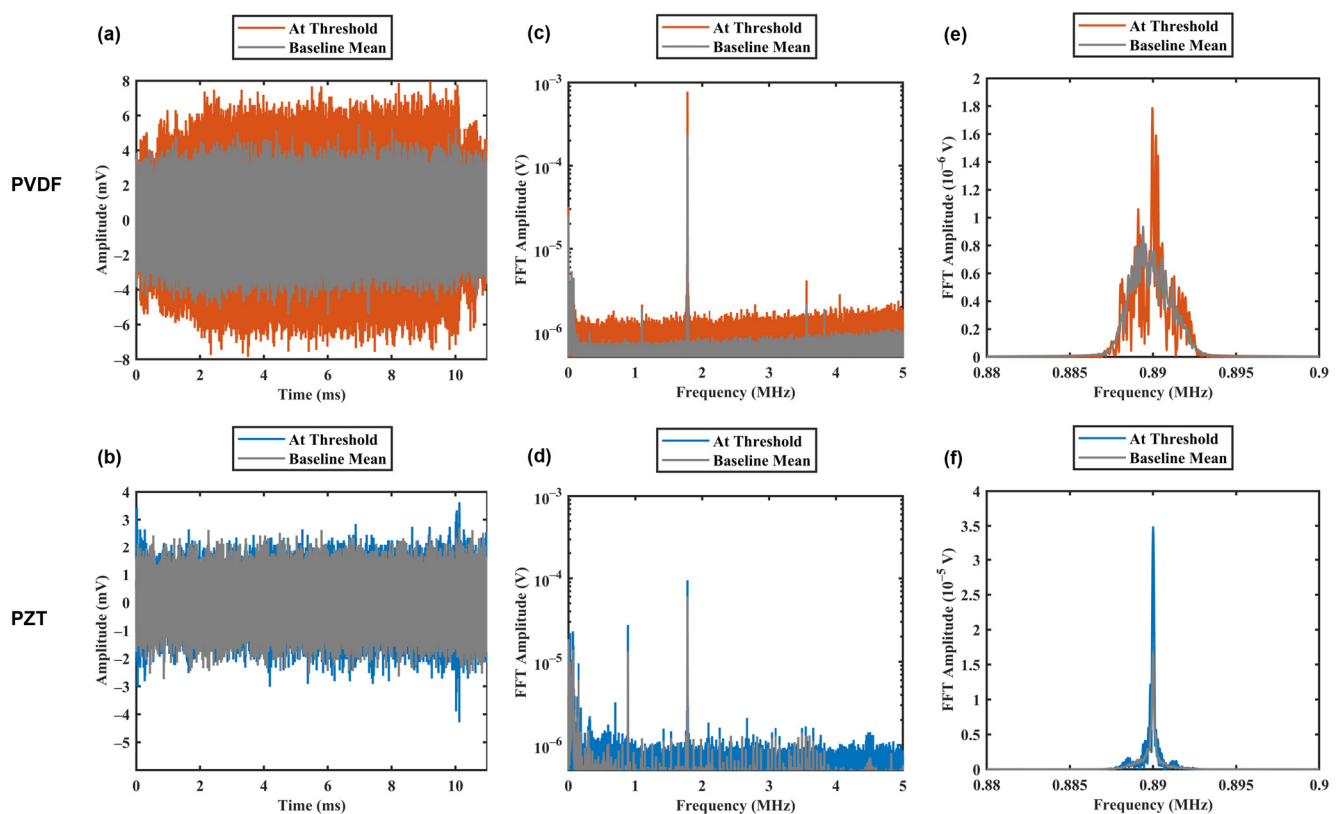 (a)
At Threshold
Baseline Mean
PVDF
Amplitude (mV)
8
6
4
2
0
−2
−4
−6
−8
0 2 4 6 8 10
Time (ms)
(c)
At Threshold
Baseline Mean
FFT Amplitude (V)
10⁻³
10⁻⁴
10⁻⁵
10⁻⁶
0 1 2 3 4 5
Frequency (MHz)
(e)
At Threshold
Baseline Mean
FFT Amplitude (10⁻⁶ V)
2
1.8
1.6
1.4
1.2
1
0.8
0.6
0.4
0.2
0
0.88 0.885 0.89 0.895 0.9
Frequency (MHz)
(b)
At Threshold
Baseline Mean
PZT
Amplitude (mV)
4
3
2
1
0
−1
−2
−3
−4
−5
0 2 4 6 8 10
Time (ms)
(d)
At Threshold
Baseline Mean
FFT Amplitude (V)
10⁻³
10⁻⁴
10⁻⁵
10⁻⁶
0 1 2 3 4 5
Frequency (MHz)
(f)
At Threshold
Baseline Mean
FFT Amplitude (10⁻⁵ V)
4
3.5
3
2.5
2
1.5
1
0.5
0
0.88 0.885 0.89 0.895 0.9
Frequency (MHz)